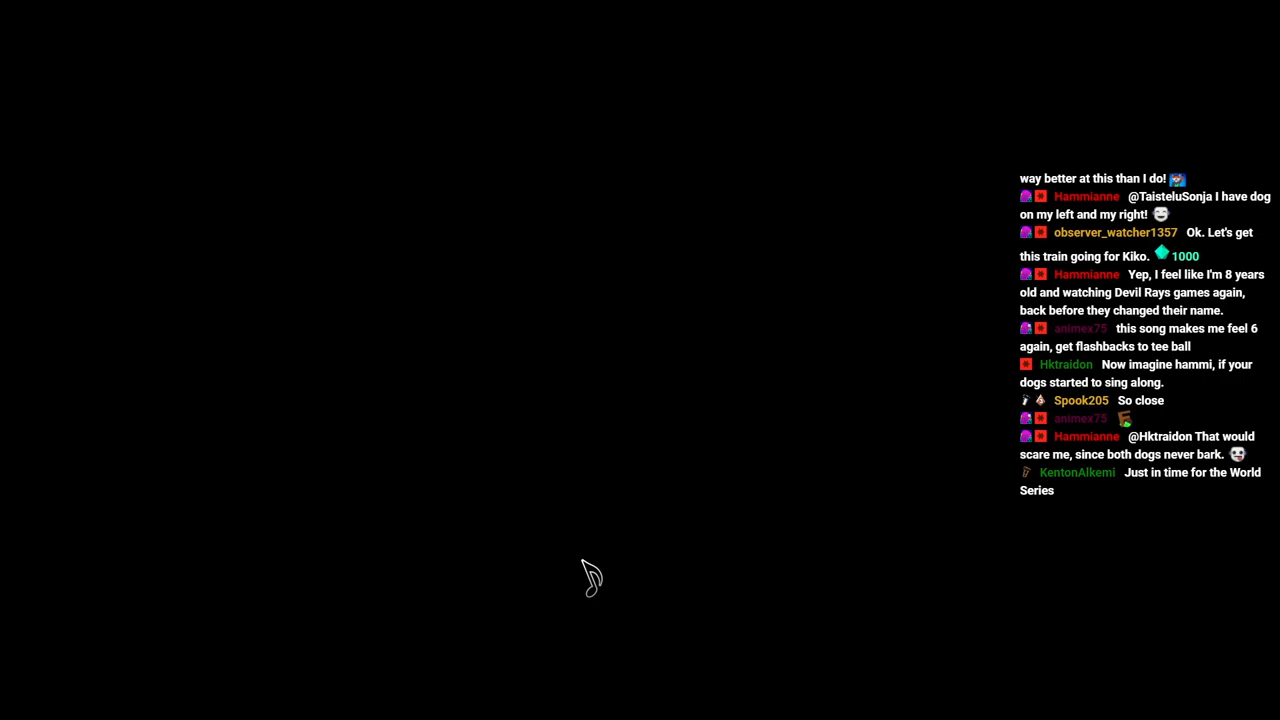 way better at this than I do!
Hammianne @TaisteluSonja I have dog
on my left and my right!
observer_watcher1357 Ok. Let's get
this train going for Kiko. 1000
Hammianne Yep, I feel like I'm 8 years
old and watching Devil Rays games again,
back before they changed their name.
animex75 this song makes me feel 6
again, get flashbacks to tee ball
Hktraidon Now imagine hammi, if your
dogs started to sing along.
Spook205 So close
animex75
Hammianne @Hktraidon That would
scare me, since both dogs never bark.
KentonAlkemi Just in time for the World
Series